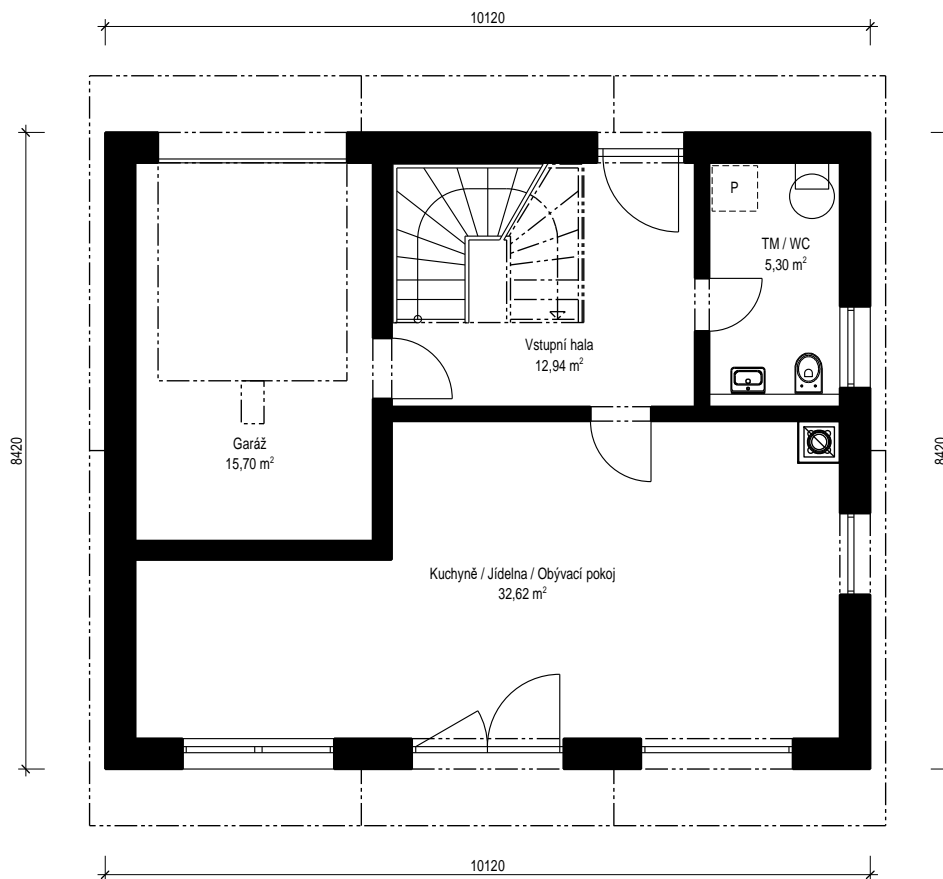 10120
P
TM / WC
5,30 m²
Vstupní hala
12,94 m²
Garáž
15,70 m²
8420
8420
Kuchyně / Jídelna / Obývací pokoj
32,62 m²
10120